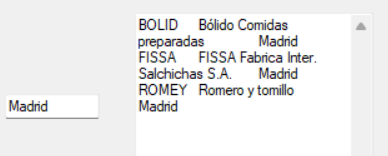 Madrid
BOLID Bólido Comidas
preparadas Madrid
FISSA FISSA Fabrica Inter.
Salchichas S.A. Madrid
ROMEY Romero y tomillo
Madrid